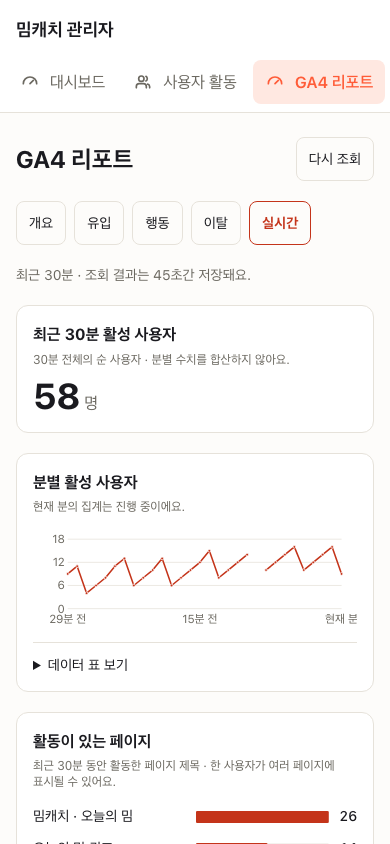 밈캐치 관리자
대시보드 사용자 활동 GA4 리포트
GA4 리포트 다시 조회
개요 유입 행동 이탈 실시간
최근 30분 · 조회 결과는 45초간 저장돼요.
최근 30분 활성 사용자
30분 전체의 순 사용자 · 분별 수치를 합산하지 않아요.
58 명
분별 활성 사용자
현재 분의 집계는 진행 중이에요.
18
12
6
0
29분 전 15분 전 현재 분
▶ 데이터 표 보기
활동이 있는 페이지
최근 30분 동안 활동한 페이지 제목 · 한 사용자가 여러 페이지에
표시될 수 있어요.
밈캐치 · 오늘의 밈 26